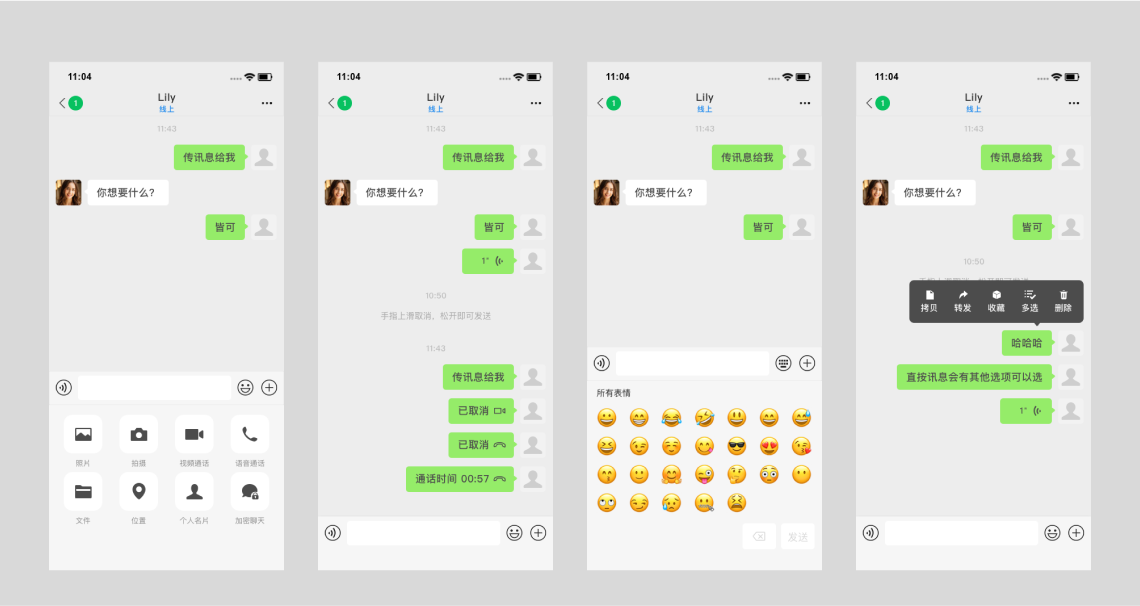 11:04
1
Lily
线上
11:43
传讯息给我
你想要什么?
皆可
照片
拍摄
视频通话
语音通话
文件
位置
个人名片
加密聊天
11:04
1
Lily
线上
11:43
传讯息给我
你想要什么?
皆可
1"
10:50
手指上滑取消，松开即可发送
11:43
传讯息给我
已取消
已取消
通话时间 00:57
11:04
1
Lily
线上
11:43
传讯息给我
你想要什么?
皆可
所有表情
发送
11:04
1
Lily
线上
11:43
传讯息给我
你想要什么?
皆可
10:50
拷贝
转发
收藏
多选
删除
哈哈哈
直按讯息会有其他选项可以选
1"